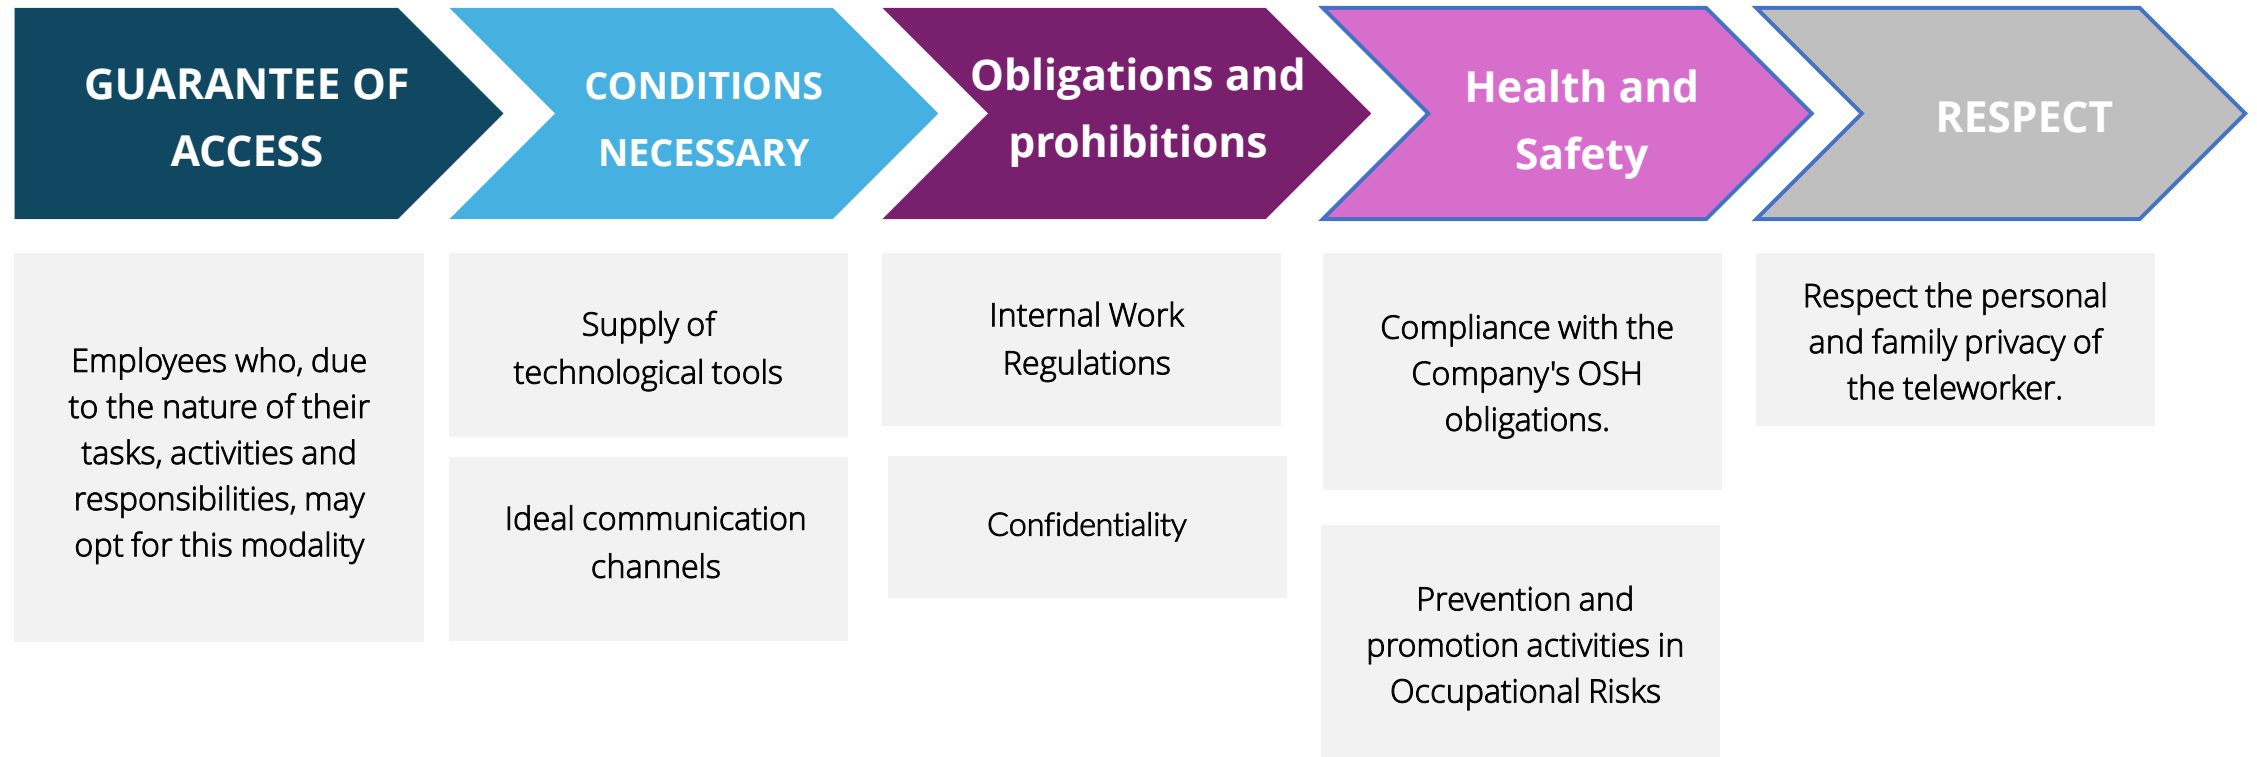 GUARANTEE OF
ACCESS
CONDITIONS
NECESSARY
Obligations and
prohibitions
Health and
Safety
RESPECT
Employees who, due
to the nature of their
tasks, activities and
responsibilities, may
opt for this modality
Supply of
technological tools
Ideal communication
channels
Internal Work
Regulations
Confidentiality
Compliance with the
Company's OSH
obligations.
Prevention and
promotion activities in
Occupational Risks
Respect the personal
and family privacy of
the teleworker.